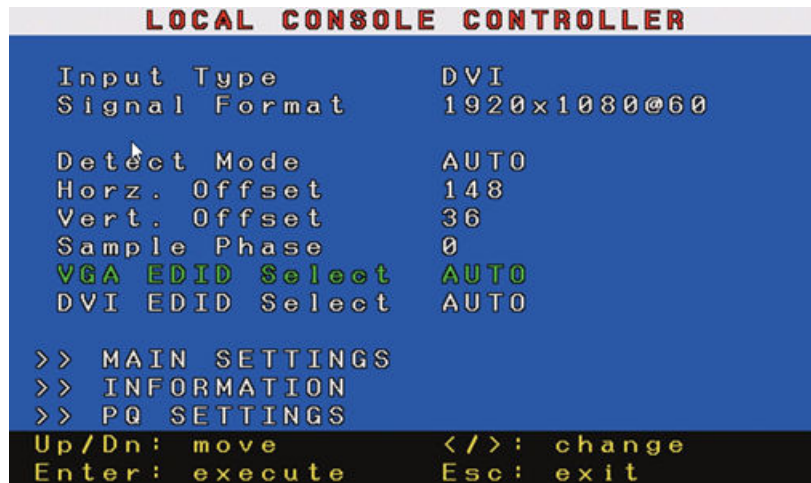 LOCAL CONSOLE CONTROLLER
Input Type DVI
Signal Format 1920x1080@60
Detect Mode AUTO
Horz. Offset 148
Vert. Offset 36
Sample Phase 0
VGA EDID Select AUTO
DVI EDID Select AUTO
>> MAIN SETTINGS
>> INFORMATION
>> PQ SETTINGS
Up/Dn: move </>: change
Enter: execute Esc: exit